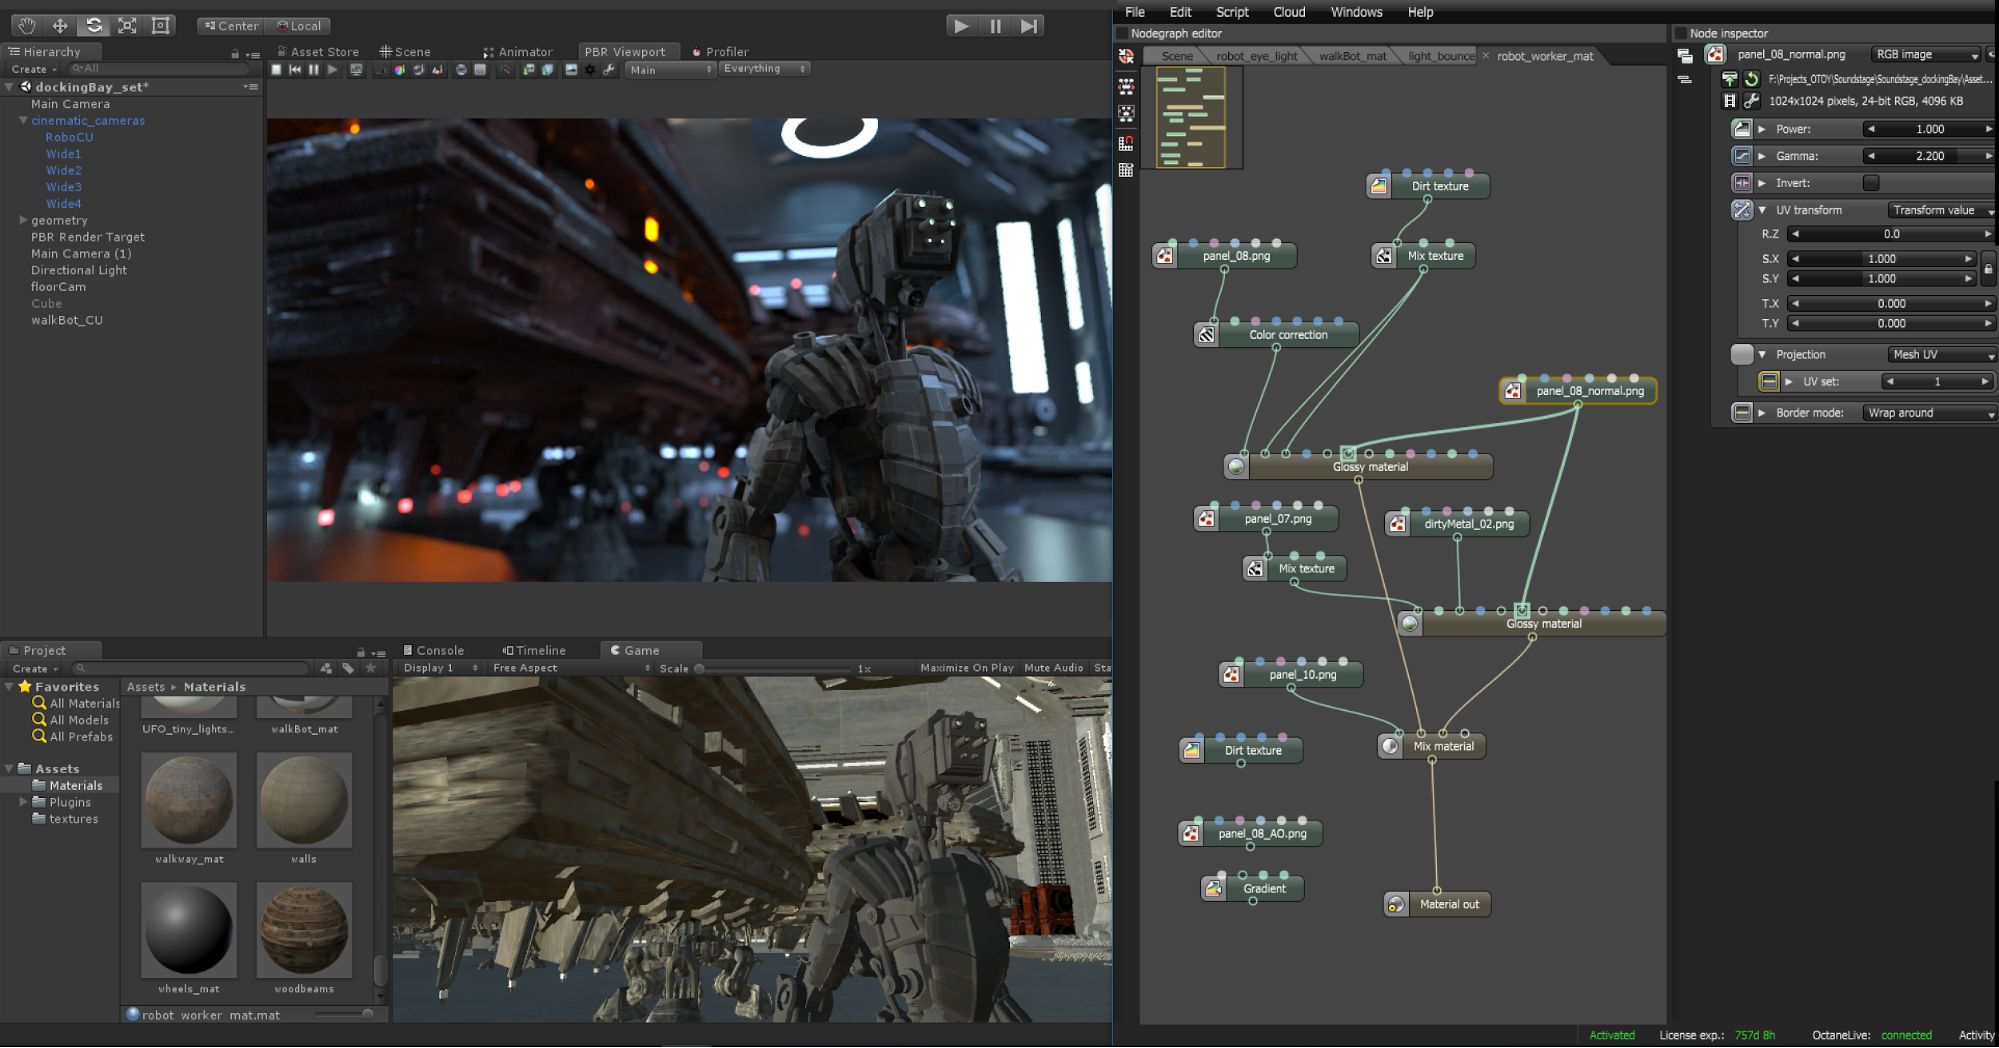 Center
Local
Hierarchy
Create
All
dockingBay_set*
Main Camera
cinematic_cameras
RoboCU
Wide1
Wide2
Wide3
Wide4
geometry
PBR Render Target
Main Camera (1)
Directional Light
floorCam
Cube
walkBot_CU
Asset Store
Scene
Animator
PBR Viewport
Profiler
Main
Everything
Project
Create
Favorites
All Materials
All Models
All Prefabs
Assets
Materials
Plugins
textures
Assets ▸ Materials
UFO_tiny_lights...
walkBot_mat
walkway_mat
walls
wheels_mat
woodbeams
robot_worker_mat.mat
Console
Timeline
Game
Display 1
Free Aspect
Scale
1x
Maximize On Play
Mute Audio
Sta
File
Edit
Script
Cloud
Windows
Help
Nodegraph editor
Scene
robot_eye_light
walkBot_mat
light_bounce
robot_worker_mat
Dirt texture
panel_08.png
Mix texture
Color correction
panel_08_normal.png
Glossy material
panel_07.png
dirtyMetal_02.png
Mix texture
Glossy material
panel_10.png
Mix material
Dirt texture
panel_08_AO.png
Gradient
Material out
Node inspector
panel_08_normal.png
RGB image
F:\Projects_OTOY\Soundstage\Soundstage_dockingBay\Asset...
1024x1024 pixels, 24-bit RGB, 4096 KB
Power: 1.000
Gamma: 2.200
Invert:
UV transform Transform value
R.Z 0.0
S.X 1.000
S.Y 1.000
T.X 0.000
T.Y 0.000
Projection Mesh UV
UV set: 1
Border mode: Wrap around
Activated
License exp.: 757d 8h
OctaneLive: connected
Activity